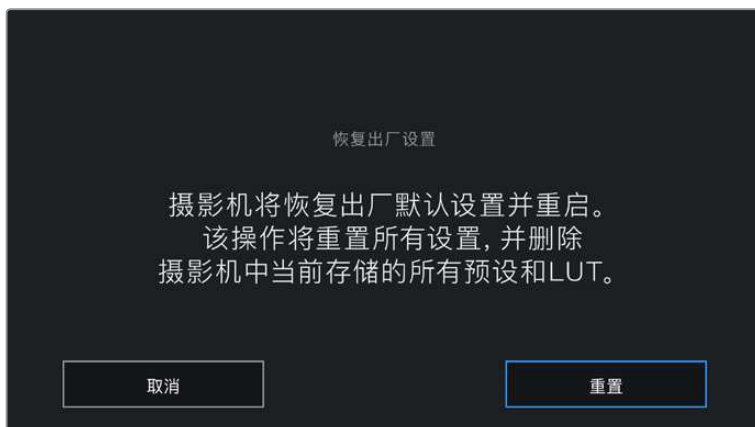 恢复出厂设置
摄影机将恢复出厂默认设置并重启。
该操作将重置所有设置，并删除
摄影机中当前存储的所有预设和LUT。
取消
重置